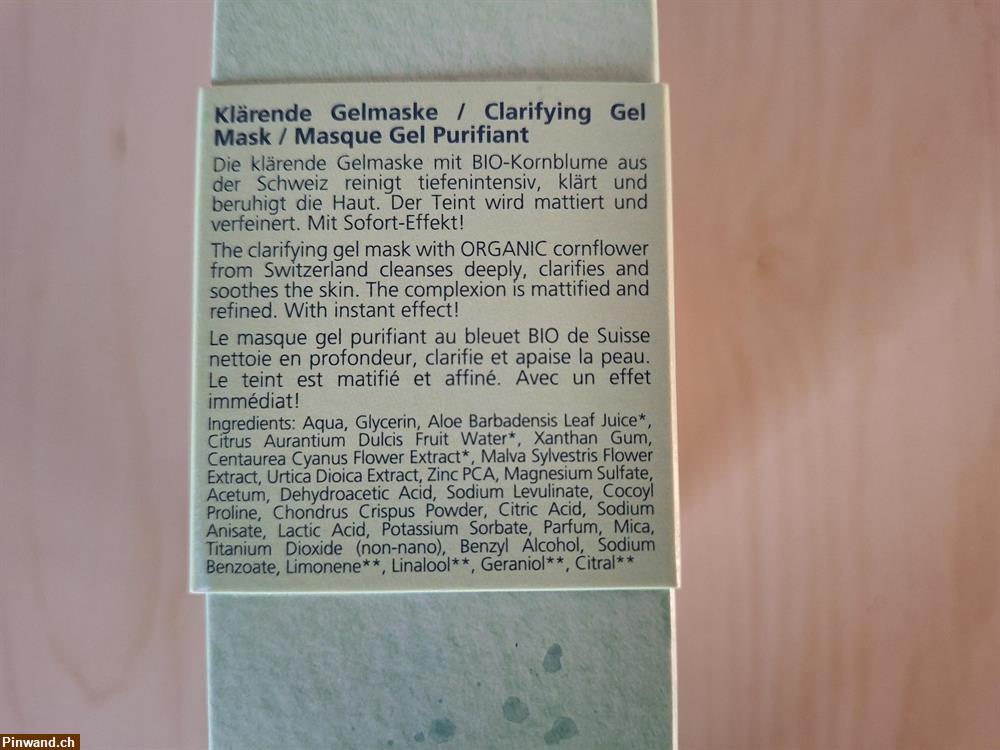 Klärende Gelmaske / Clarifying Gel
Mask / Masque Gel Purifiant
Die klärende Gelmaske mit BIO-Kornblume aus
der Schweiz reinigt tiefenintensiv, klärt und
beruhigt die Haut. Der Teint wird mattiert und
verfeinert. Mit Sofort-Effekt!
The clarifying gel mask with ORGANIC cornflower
from Switzerland cleanses deeply, clarifies and
soothes the skin. The complexion is mattified and
refined. With instant effect!
Le masque gel purifiant au bleuet BIO de Suisse
nettoie en profondeur, clarifie et apaise la peau.
Le teint est matifié et affiné. Avec un effet
immédiat!
Ingredients: Aqua, Glycerin, Aloe Barbadensis Leaf Juice*,
Citrus Aurantium Dulcis Fruit Water*, Xanthan Gum,
Centaurea Cyanus Flower Extract*, Malva Sylvestris Flower
Extract, Urtica Dioica Extract, Zinc PCA, Magnesium Sulfate,
Acetum, Dehydroacetic Acid, Sodium Levulinate, Cocoyl
Proline, Chondrus Crispus Powder, Citric Acid, Sodium
Anisate, Lactic Acid, Potassium Sorbate, Parfum, Mica,
Titanium Dioxide (non-nano), Benzyl Alcohol, Sodium
Benzoate, Limonene**, Linalool**, Geraniol**, Citral**
Pinwand.ch